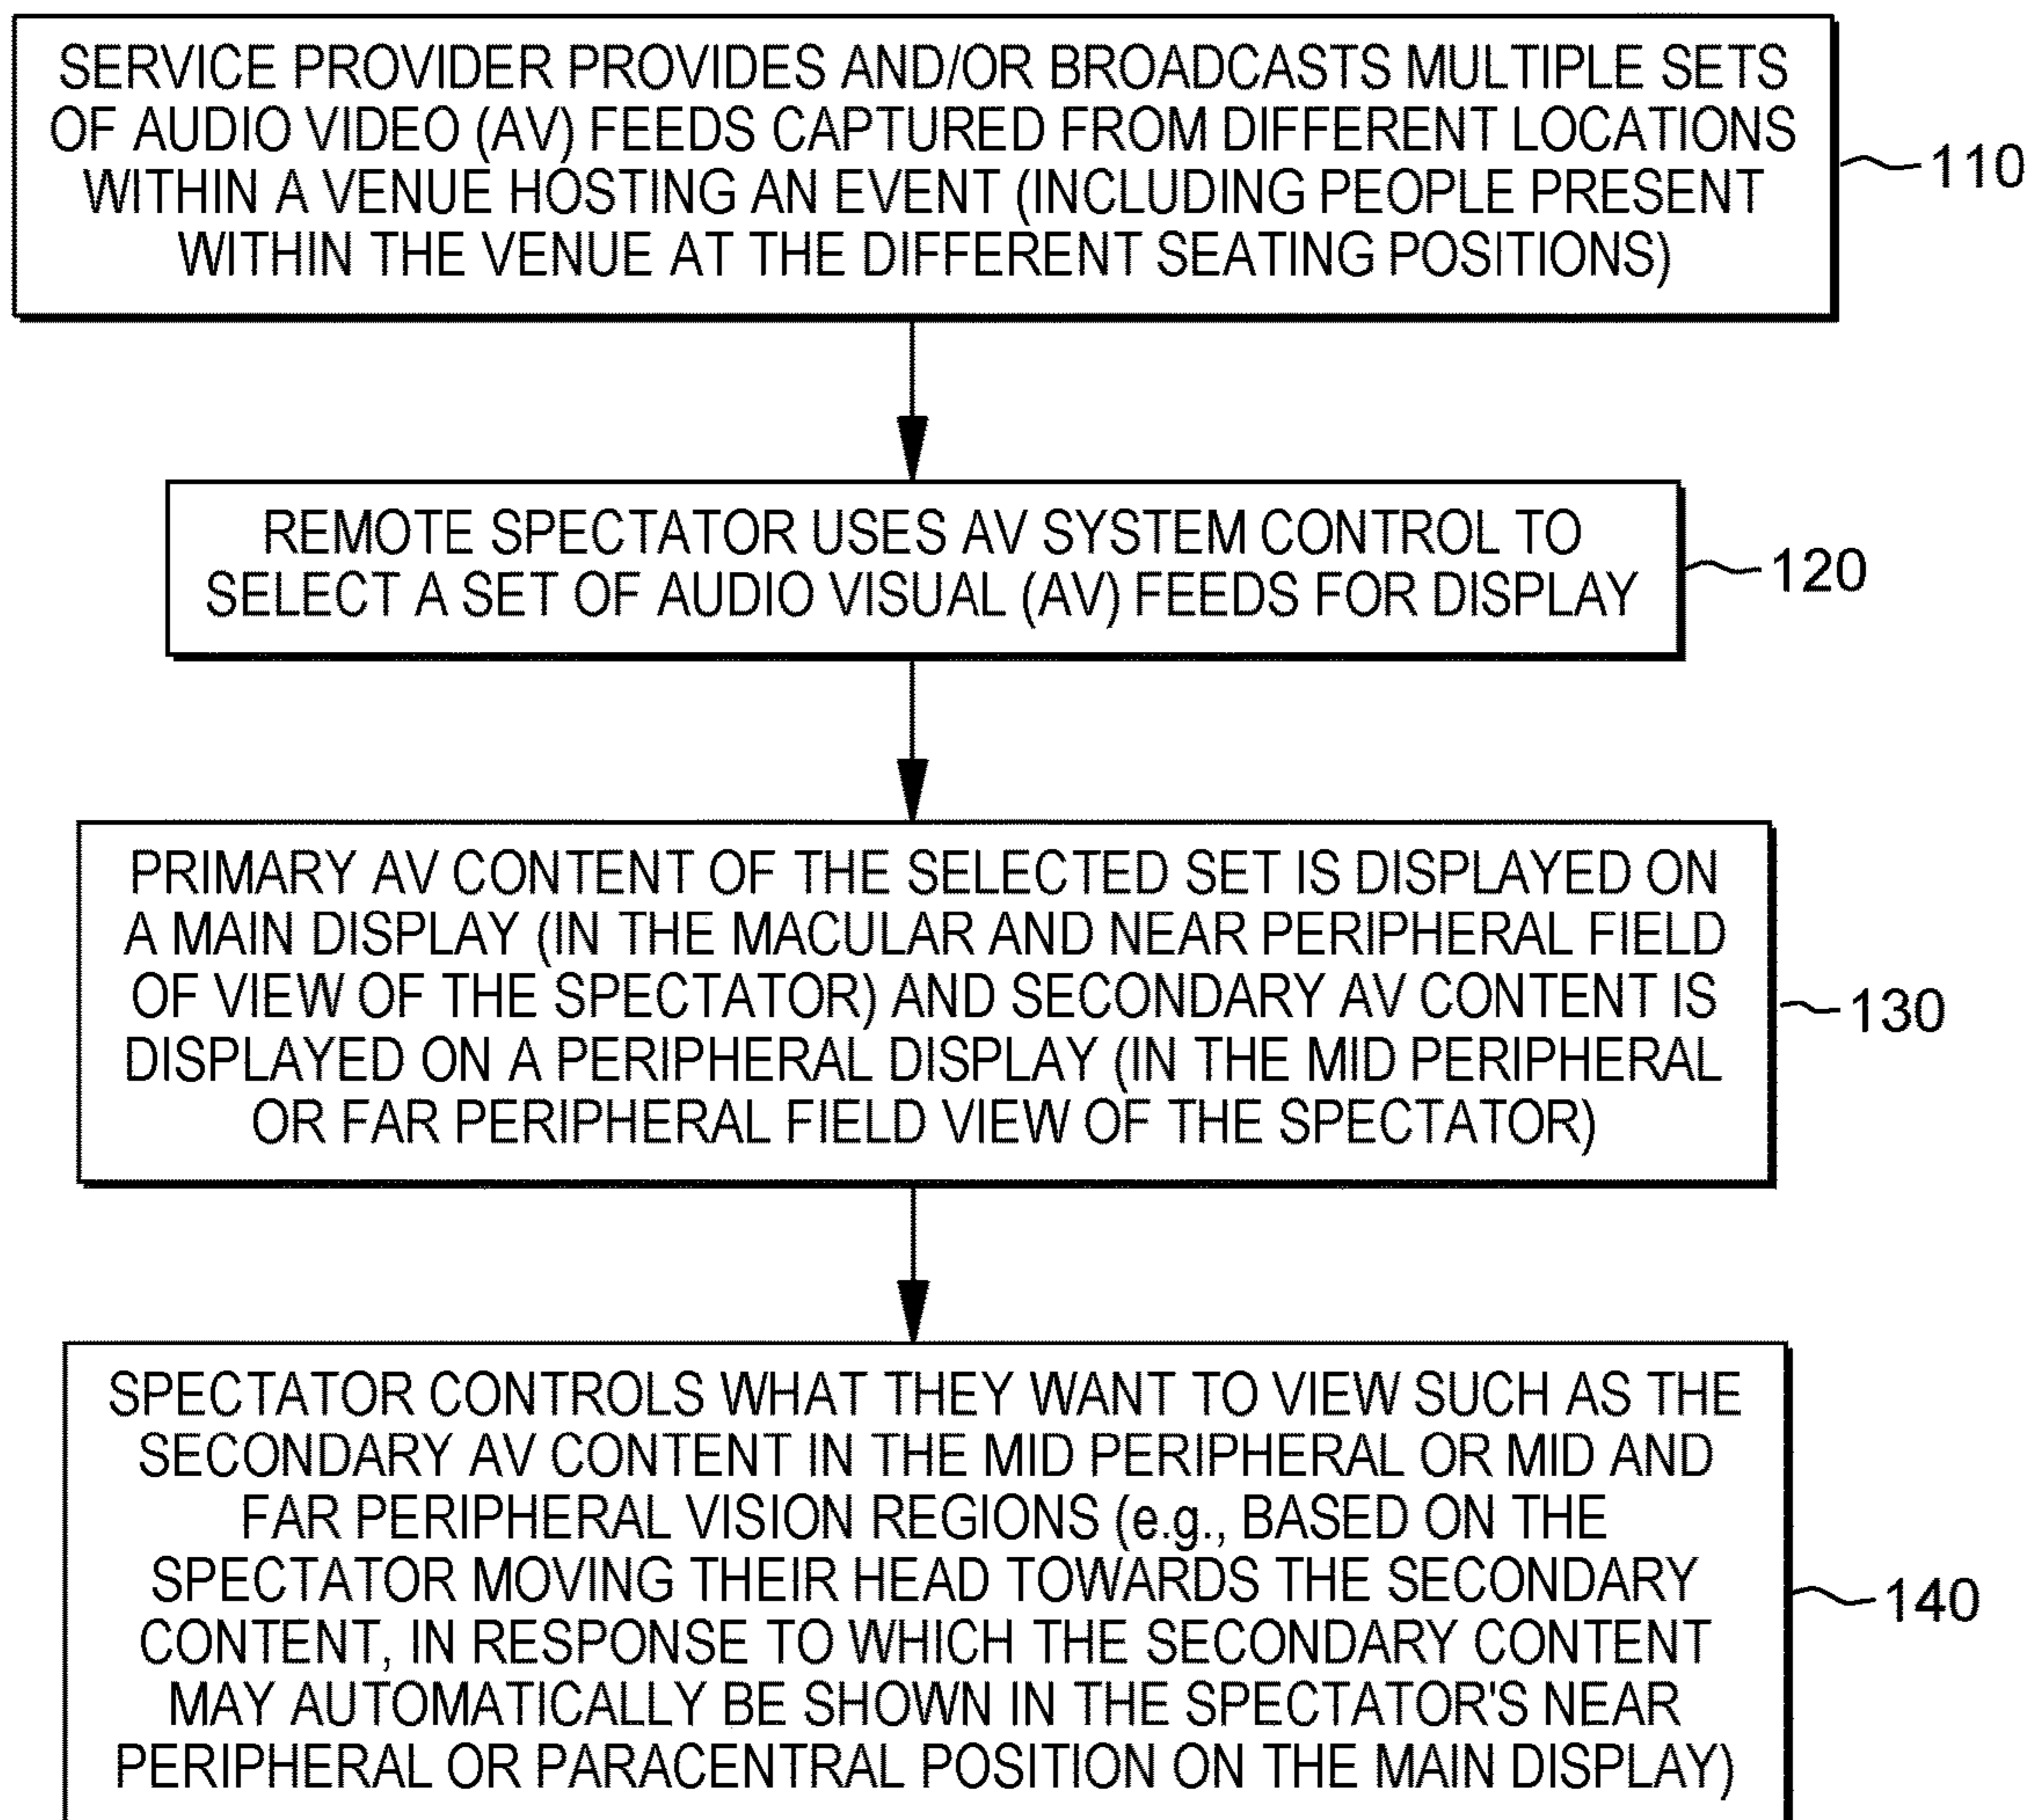 SERVICE PROVIDER PROVIDES AND/OR BROADCASTS MULTIPLE SETS
OF AUDIO VIDEO (AV) FEEDS CAPTURED FROM DIFFERENT LOCATIONS
WITHIN A VENUE HOSTING AN EVENT (INCLUDING PEOPLE PRESENT
WITHIN THE VENUE AT THE DIFFERENT SEATING POSITIONS)
110
REMOTE SPECTATOR USES AV SYSTEM CONTROL TO
SELECT A SET OF AUDIO VISUAL (AV) FEEDS FOR DISPLAY
120
PRIMARY AV CONTENT OF THE SELECTED SET IS DISPLAYED ON
A MAIN DISPLAY (IN THE MACULAR AND NEAR PERIPHERAL FIELD
OF VIEW OF THE SPECTATOR) AND SECONDARY AV CONTENT IS
DISPLAYED ON A PERIPHERAL DISPLAY (IN THE MID PERIPHERAL
OR FAR PERIPHERAL FIELD VIEW OF THE SPECTATOR)
130
SPECTATOR CONTROLS WHAT THEY WANT TO VIEW SUCH AS THE
SECONDARY AV CONTENT IN THE MID PERIPHERAL OR MID AND
FAR PERIPHERAL VISION REGIONS (e.g., BASED ON THE
SPECTATOR MOVING THEIR HEAD TOWARDS THE SECONDARY
CONTENT, IN RESPONSE TO WHICH THE SECONDARY CONTENT
MAY AUTOMATICALLY BE SHOWN IN THE SPECTATOR'S NEAR
PERIPHERAL OR PARACENTRAL POSITION ON THE MAIN DISPLAY)
140